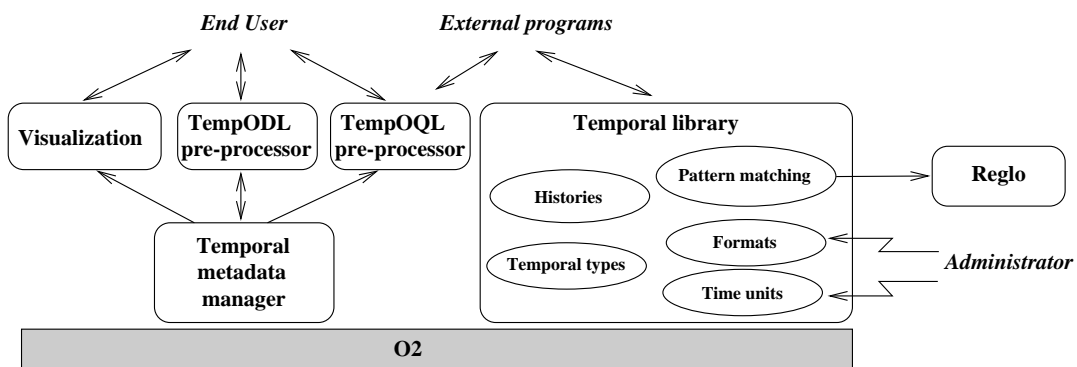 End User
External programs
Visualization
TempODL
pre-processor
TempOQL
pre-processor
Temporal library
Pattern matching
Reglo
Histories
Temporal
metadata
manager
Formats
Temporal types
Administrator
Time units
O2